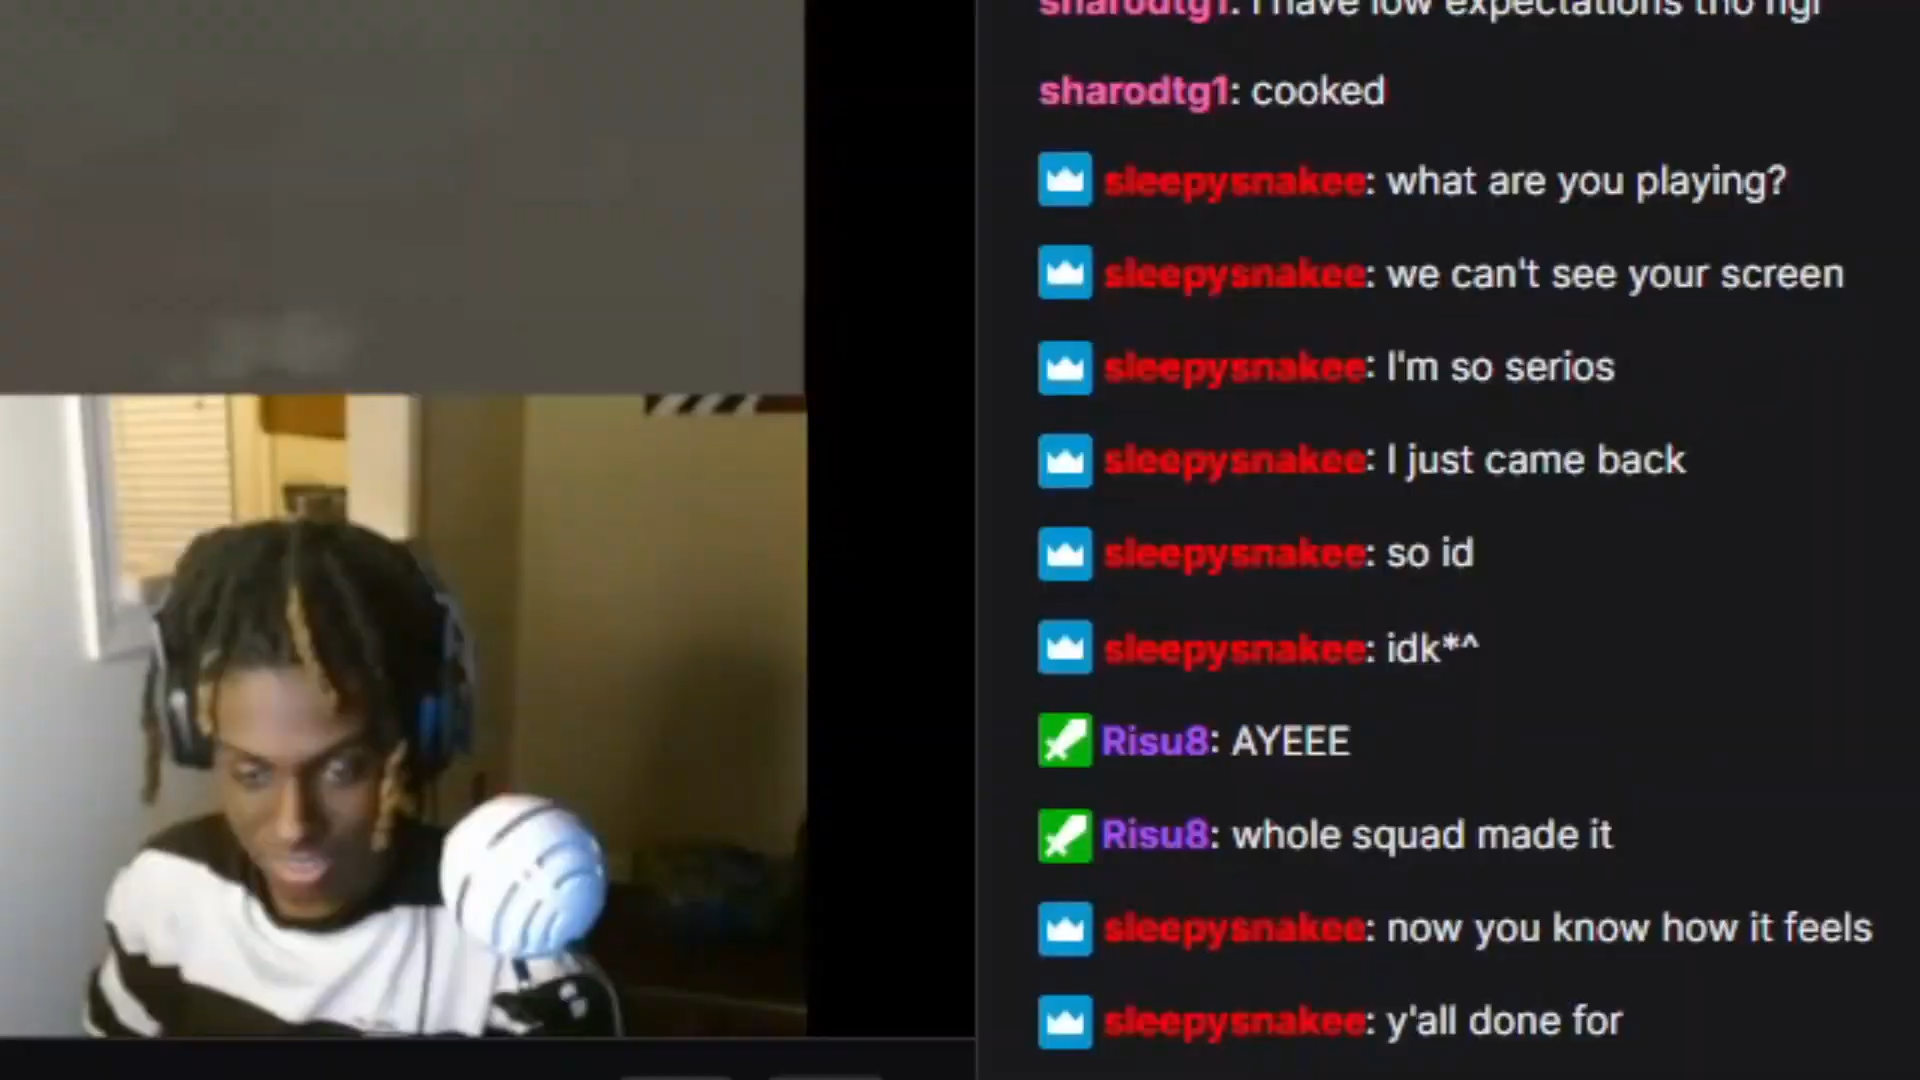 sharodtg1: I have low expectations tho ngl
sharodtg1: cooked
sleepysnakee: what are you playing?
sleepysnakee: we can't see your screen
sleepysnakee: I'm so serios
sleepysnakee: I just came back
sleepysnakee: so id
sleepysnakee: idk*^
Risu8: AYEEE
Risu8: whole squad made it
sleepysnakee: now you know how it feels
sleepysnakee: y'all done for